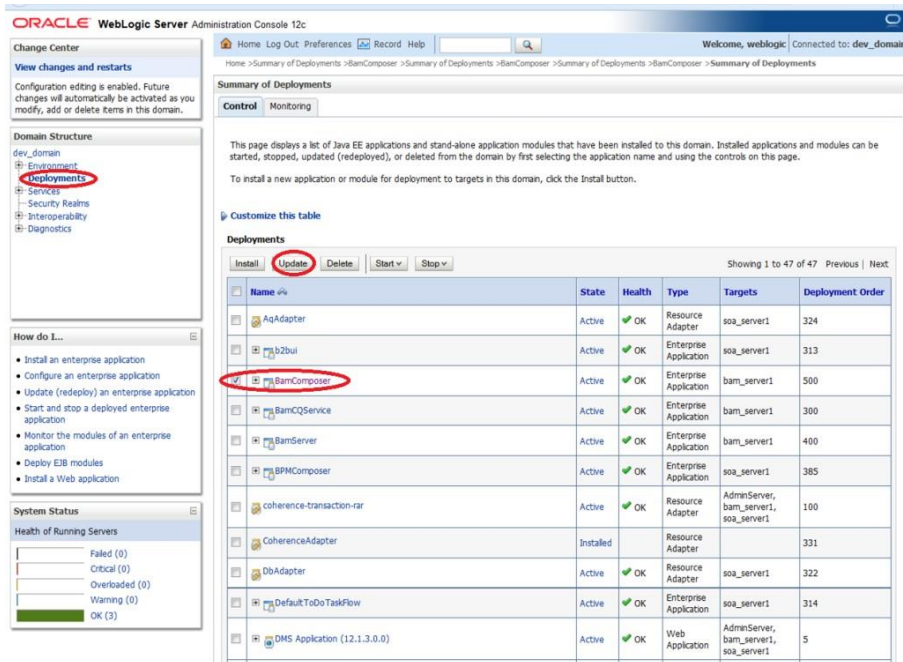 ORACLE WebLogic Server Administration Console 12c
Change Center
View changes and restarts
Configuration editing is enabled. Future
changes will automatically be activated as you
modify, add or delete items in this domain.
Domain Structure
dev_domain
Environment
Deployments
Services
Security Realms
Interoperability
Diagnostics
How do I...
Install an enterprise application
Configure an enterprise application
Update (redeploy) an enterprise application
Start and stop a deployed enterprise
application
Monitor the modules of an enterprise
application
Deploy EJB modules
Install a Web application
System Status
Health of Running Servers
Failed (0)
Critical (0)
Overloaded (0)
Warning (0)
OK (3)
Home Log Out Preferences Record Help
Welcome, weblogic Connected to: dev_domain
Home >Summary of Deployments >BamComposer >Summary of Deployments >BamComposer >Summary of Deployments >BamComposer >Summary of Deployments
Summary of Deployments
Control Monitoring
This page displays a list of Java EE applications and stand-alone application modules that have been installed to this domain. Installed applications and modules can be
started, stopped, updated (redeployed), or deleted from the domain by first selecting the application name and using the controls on this page.
To install a new application or module for deployment to targets in this domain, click the Install button.
Customize this table
Deployments
Install Update Delete Start Stop Showing 1 to 47 of 47 Previous | Next
Name State Health Type Targets Deployment Order
AqAdapter Active OK Resource Adapter soa_server1 324
b2bui Active OK Enterprise Application soa_server1 313
BamComposer Active OK Enterprise Application bam_server1 500
BamCQService Active OK Enterprise Application bam_server1 300
BamServer Active OK Enterprise Application bam_server1 400
BPMComposer Active OK Enterprise Application soa_server1 385
coherence-transaction-rar Active OK Resource Adapter AdminServer, bam_server1, soa_server1 100
CoherenceAdapter Installed Resource Adapter 331
DbAdapter Active OK Resource Adapter soa_server1 322
DefaultToDoTaskFlow Active OK Enterprise Application soa_server1 314
DMS Application (12.1.3.0.0) Active OK Web Application AdminServer, bam_server1, soa_server1 5